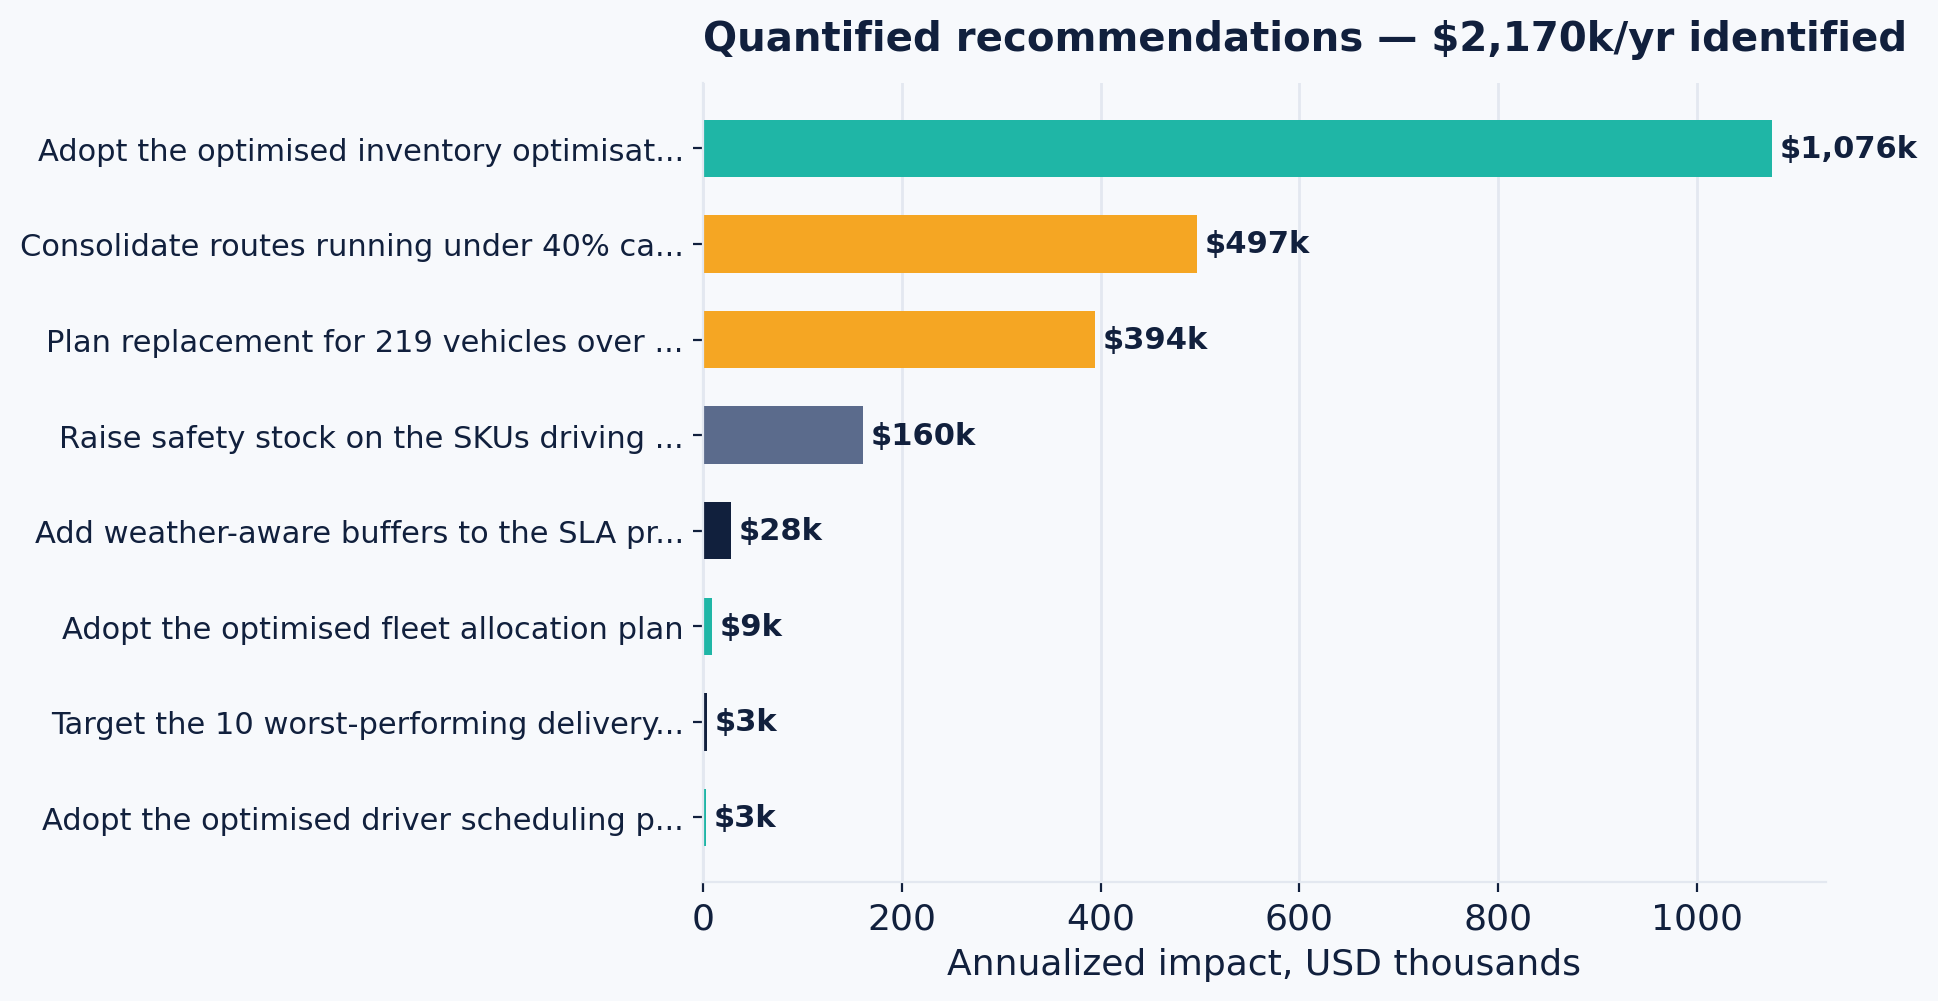 Quantified recommendations — $2,170k/yr identified
Adopt the optimised inventory optimisat... $1,076k
Consolidate routes running under 40% ca... $497k
Plan replacement for 219 vehicles over ... $394k
Raise safety stock on the SKUs driving ... $160k
Add weather-aware buffers to the SLA pr... $28k
Adopt the optimised fleet allocation plan $9k
Target the 10 worst-performing delivery... $3k
Adopt the optimised driver scheduling p... $3k
0 200 400 600 800 1000
Annualized impact, USD thousands